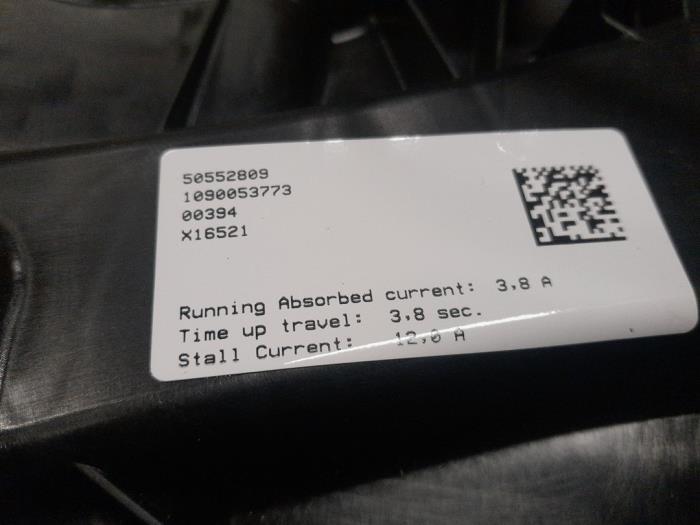 50552809
1090053773
00394
X16521
Running Absorbed current: 3,8 A
Time up travel: 3,8 sec.
Stall Current: 12,0 A